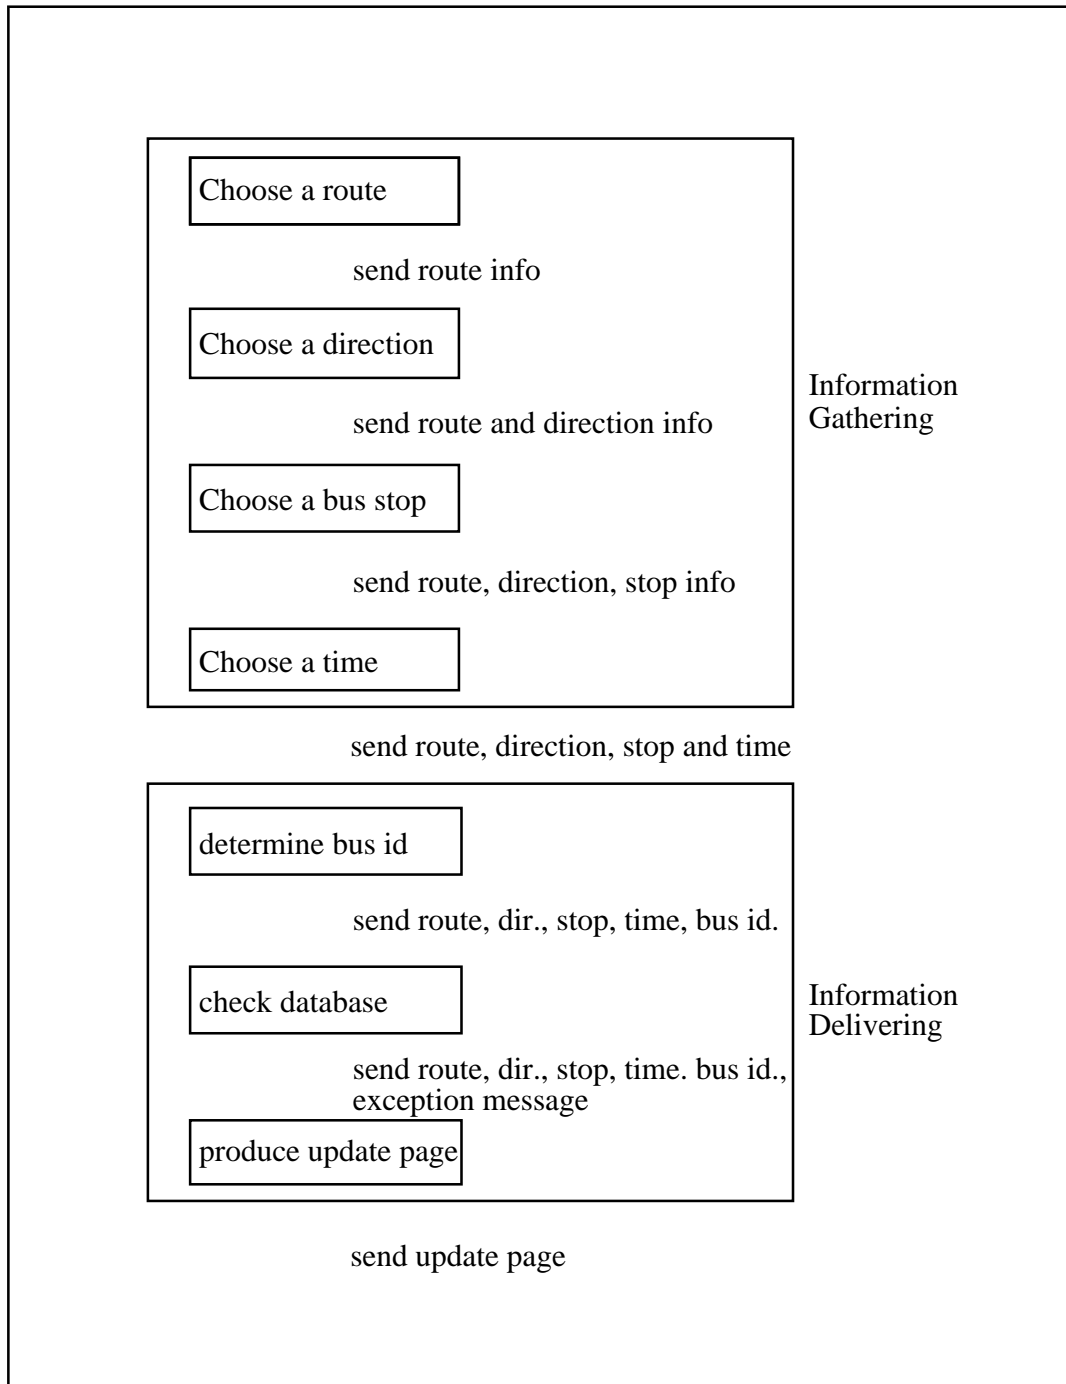 Choose a route
send route info
Choose a direction
send route and direction info
Choose a bus stop
send route, direction, stop info
Choose a time
Information
Gathering
send route, direction, stop and time
determine bus id
send route, dir., stop, time, bus id.
check database
send route, dir., stop, time. bus id.,
exception message
produce update page
Information
Delivering
send update page